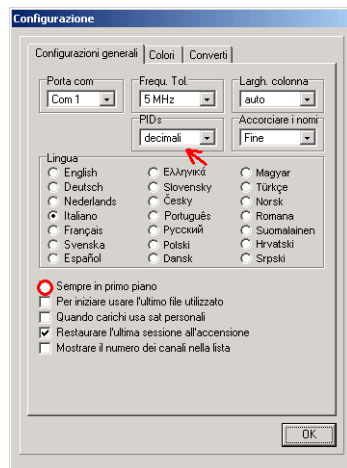 Configurazione
Configurazioni generali Colori Converti
Porta com Frequ. Tol. Largh. colonna
Com 1 5 MHz auto
PIDs Accorciare i nomi
decimali Fine
Lingua
English Ελληνικά Magyar
Deutsch Slovensky Türkçe
Nederlands Česky Norsk
Italiano Português Romana
Français Русский Suomalainen
Svenska Polski Hrvatski
Español Dansk Srpski
Sempre in primo piano
Per iniziare usare l'ultimo file utilizzato
Quando carichi usa sat personali
Restaurare l'ultima sessione all'accensione
Mostrare il numero dei canali nella lista
OK